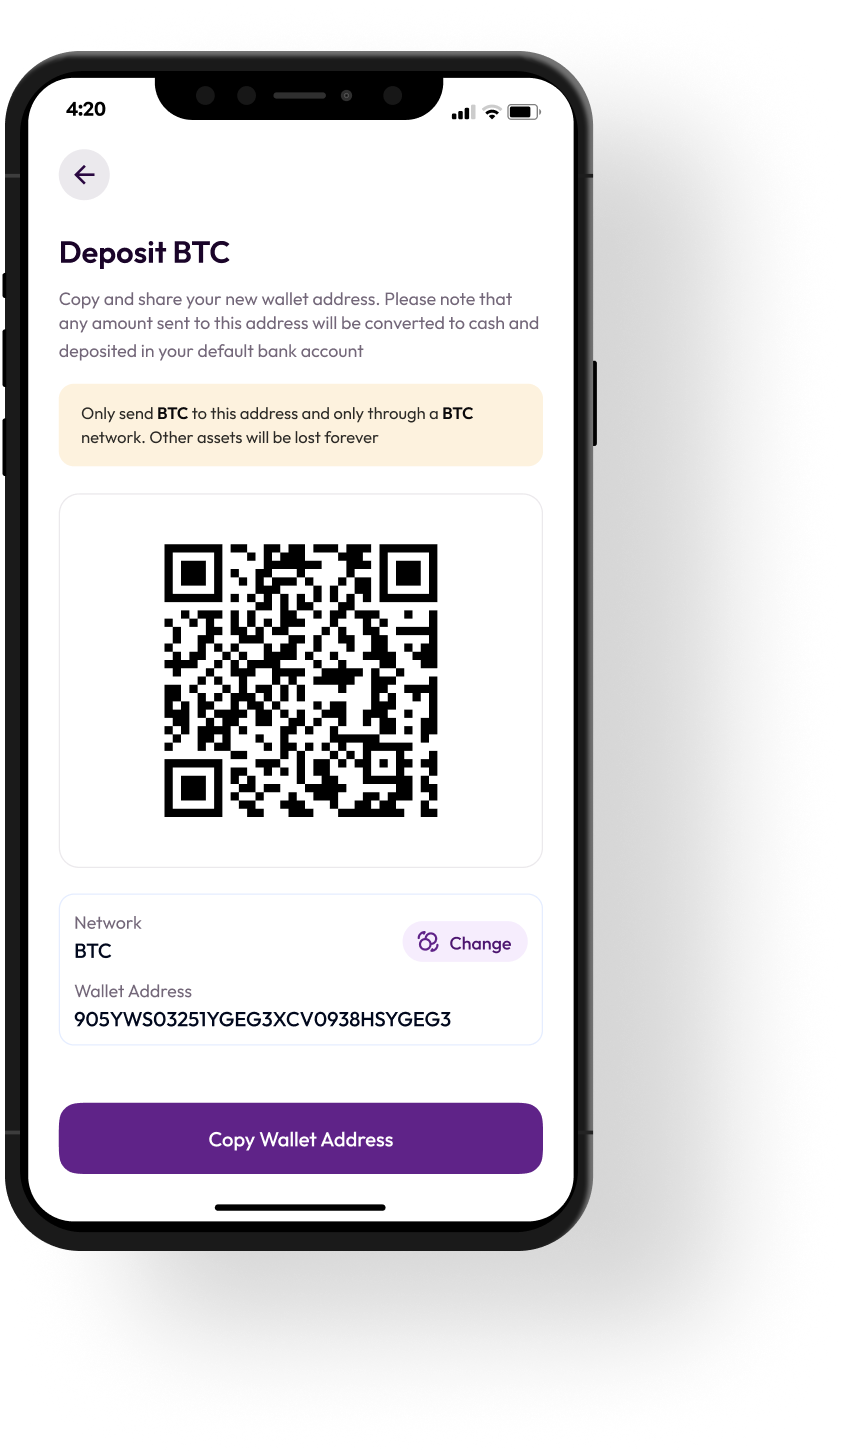 4:20
Deposit BTC
Copy and share your new wallet address. Please note that
any amount sent to this address will be converted to cash and
deposited in your default bank account
Only send BTC to this address and only through a BTC
network. Other assets will be lost forever
Network
BTC
Change
Wallet Address
905YWS03251YGEG3XCV0938HSYGEG3
Copy Wallet Address